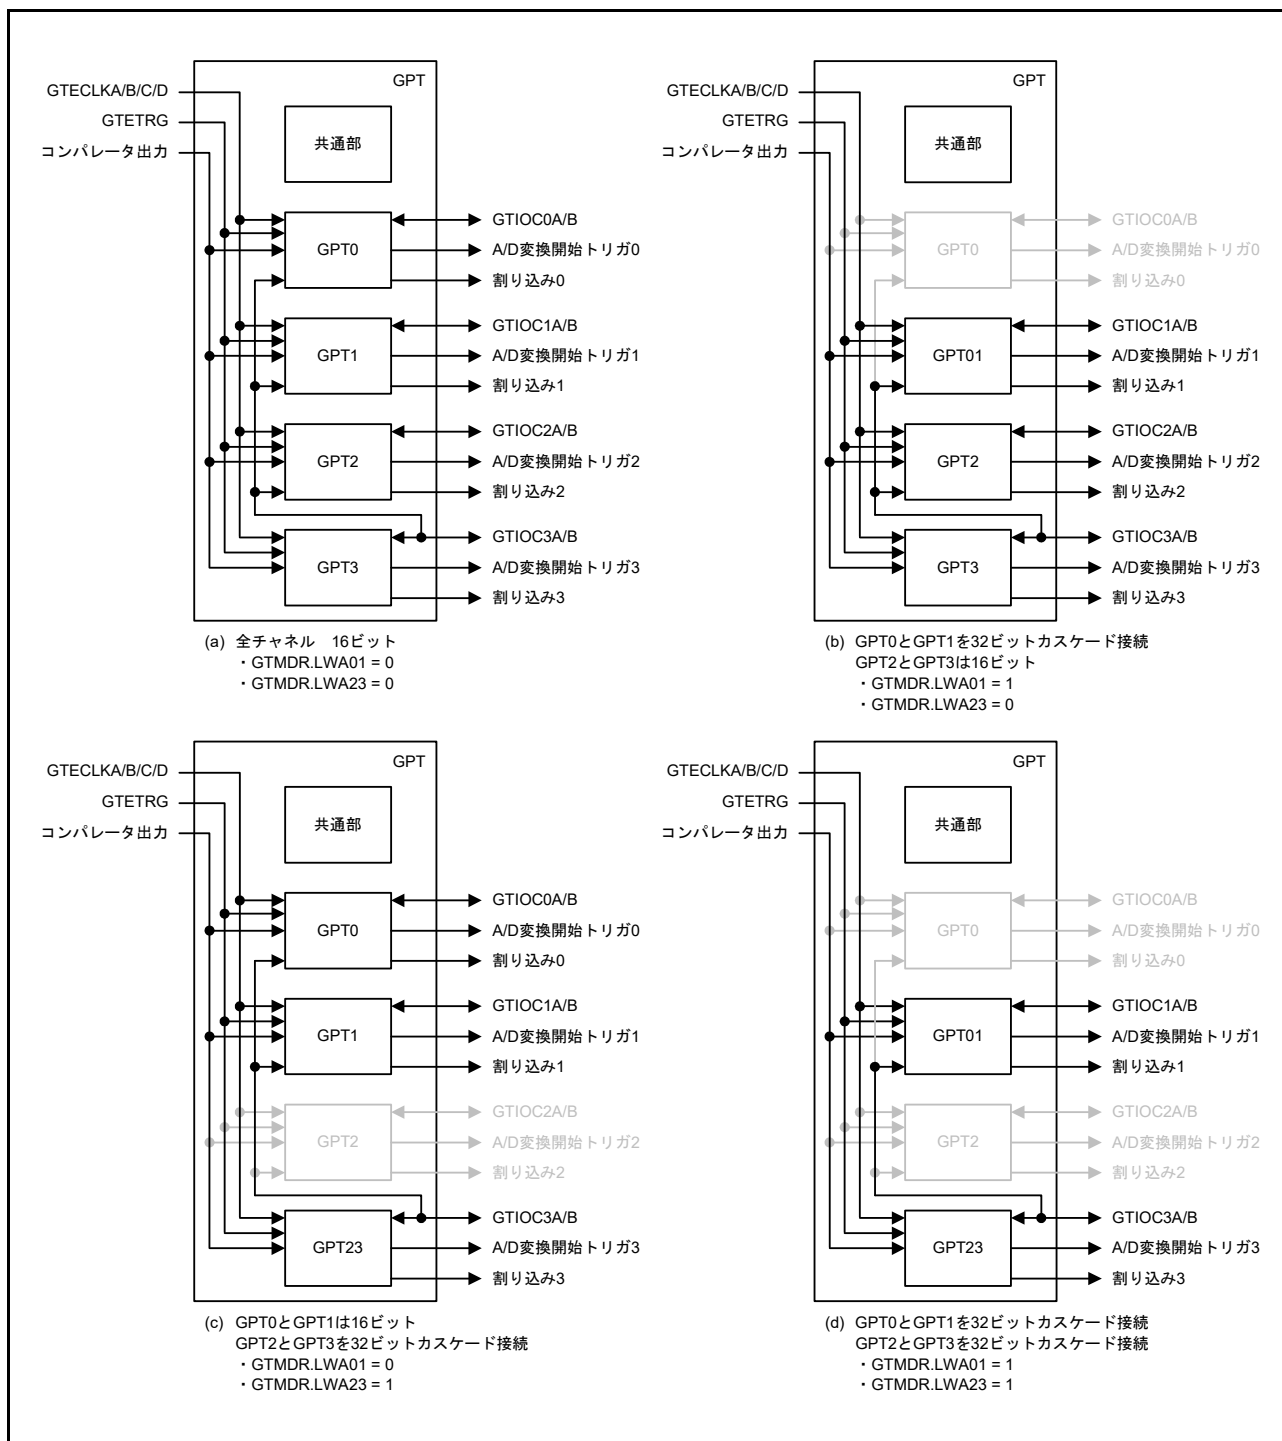 GPT
GTECLKA/B/C/D
GTETRG
コンパレータ出力
共通部
GPT0
GTIOC0A/B
A/D変換開始トリガ0
割り込み0
GPT1
GTIOC1A/B
A/D変換開始トリガ1
割り込み1
GPT2
GTIOC2A/B
A/D変換開始トリガ2
割り込み2
GPT3
GTIOC3A/B
A/D変換開始トリガ3
割り込み3
(a) 全チャネル　16ビット
・GTMDR.LWA01 = 0
・GTMDR.LWA23 = 0
GPT
GTECLKA/B/C/D
GTETRG
コンパレータ出力
共通部
GPT0
GTIOC0A/B
A/D変換開始トリガ0
割り込み0
GPT01
GTIOC1A/B
A/D変換開始トリガ1
割り込み1
GPT2
GTIOC2A/B
A/D変換開始トリガ2
割り込み2
GPT3
GTIOC3A/B
A/D変換開始トリガ3
割り込み3
(b) GPT0とGPT1を32ビットカスケード接続
GPT2とGPT3は16ビット
・GTMDR.LWA01 = 1
・GTMDR.LWA23 = 0
GPT
GTECLKA/B/C/D
GTETRG
コンパレータ出力
共通部
GPT0
GTIOC0A/B
A/D変換開始トリガ0
割り込み0
GPT1
GTIOC1A/B
A/D変換開始トリガ1
割り込み1
GPT2
GTIOC2A/B
A/D変換開始トリガ2
割り込み2
GPT23
GTIOC3A/B
A/D変換開始トリガ3
割り込み3
(c) GPT0とGPT1は16ビット
GPT2とGPT3を32ビットカスケード接続
・GTMDR.LWA01 = 0
・GTMDR.LWA23 = 1
GPT
GTECLKA/B/C/D
GTETRG
コンパレータ出力
共通部
GPT0
GTIOC0A/B
A/D変換開始トリガ0
割り込み0
GPT01
GTIOC1A/B
A/D変換開始トリガ1
割り込み1
GPT2
GTIOC2A/B
A/D変換開始トリガ2
割り込み2
GPT23
GTIOC3A/B
A/D変換開始トリガ3
割り込み3
(d) GPT0とGPT1を32ビットカスケード接続
GPT2とGPT3を32ビットカスケード接続
・GTMDR.LWA01 = 1
・GTMDR.LWA23 = 1